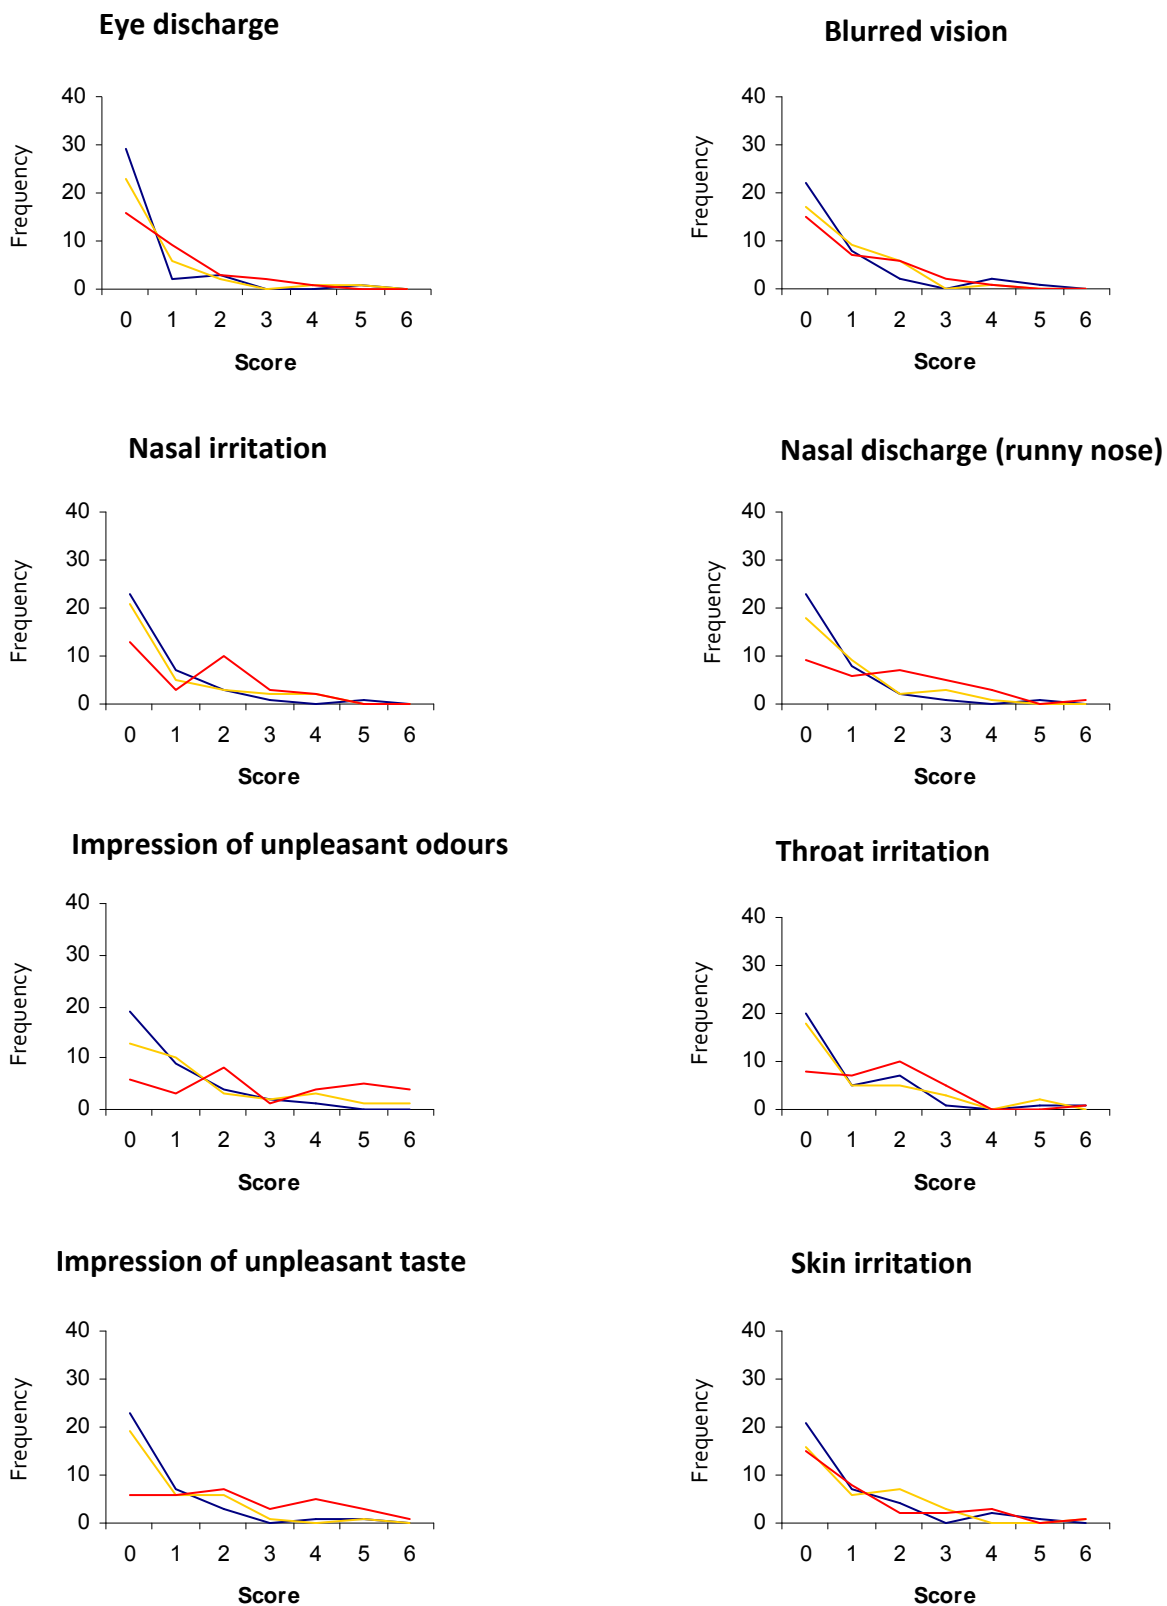 Eye discharge
40
30
20
10
0
Frequency
0 1 2 3 4 5 6
Score
Blurred vision
40
30
20
10
0
Frequency
0 1 2 3 4 5 6
Score
Nasal irritation
40
30
20
10
0
Frequency
0 1 2 3 4 5 6
Score
Nasal discharge (runny nose)
40
30
20
10
0
Frequency
0 1 2 3 4 5 6
Score
Impression of unpleasant odours
40
30
20
10
0
Frequency
0 1 2 3 4 5 6
Score
Throat irritation
40
30
20
10
0
Frequency
0 1 2 3 4 5 6
Score
Impression of unpleasant taste
40
30
20
10
0
Frequency
0 1 2 3 4 5 6
Score
Skin irritation
40
30
20
10
0
Frequency
0 1 2 3 4 5 6
Score